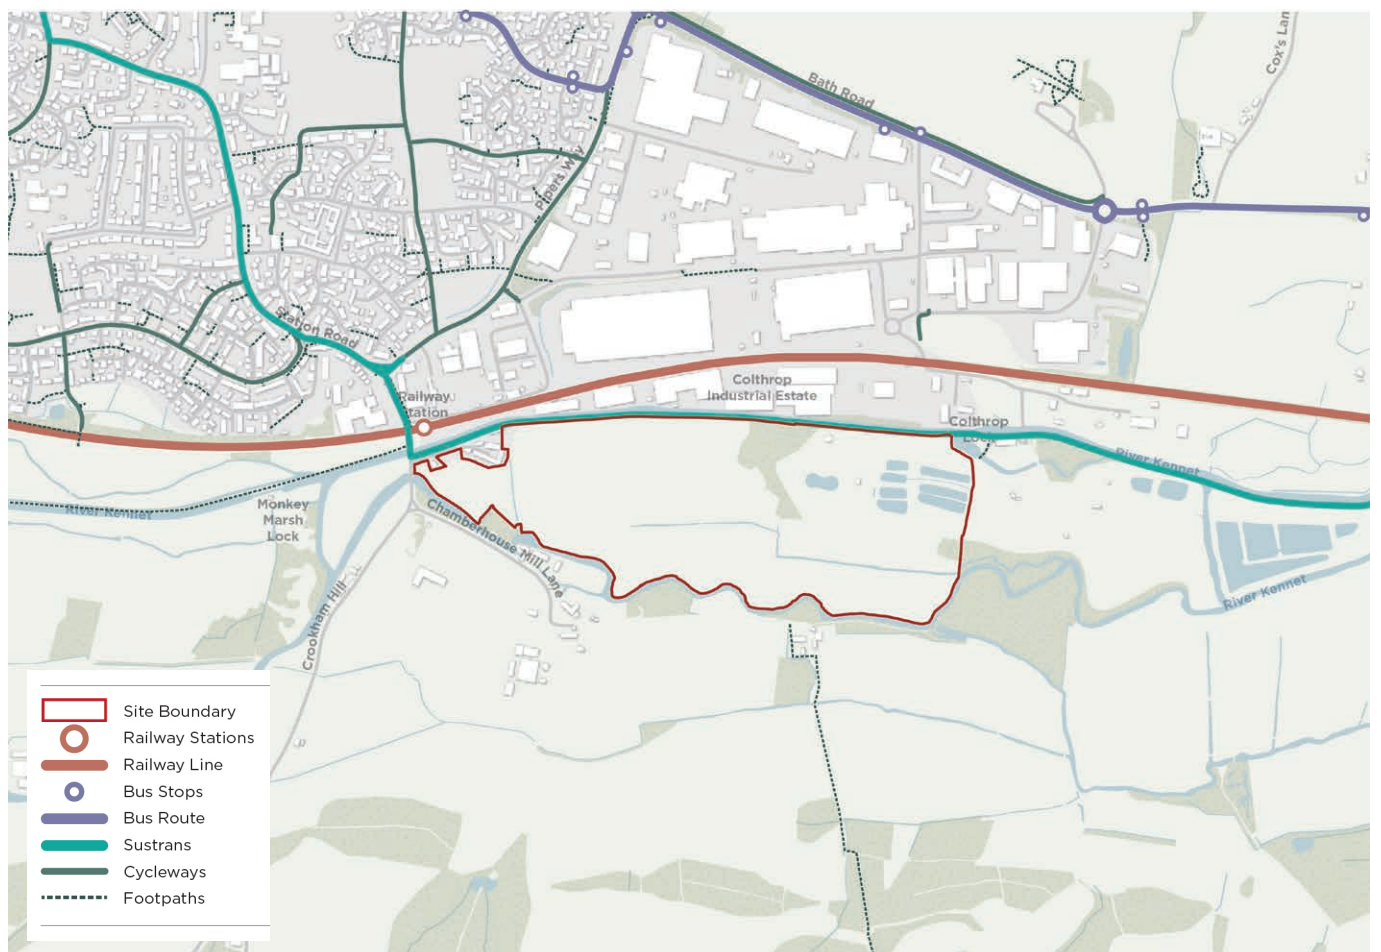 Cox's Lan
Bath Road
Pipers Way
Station Road
Railway
Station
Colthrop
Industrial Estate
Colthrop
Lock
River Kennet
River Kennet
Monkey
Marsh
Lock
Chamberhouse Mill Lane
River Kennet
Crookham Hill
Site Boundary
Railway Stations
Railway Line
Bus Stops
Bus Route
Sustrans
Cycleways
Footpaths